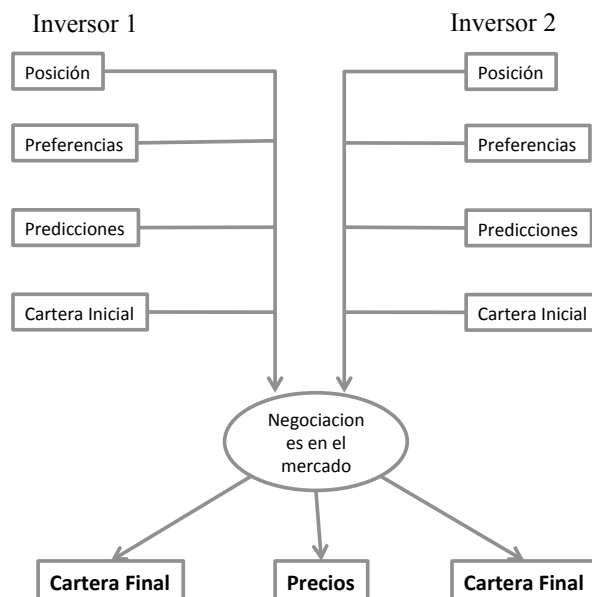 Inversor 1
Inversor 2
Posición
Posición
Preferencias
Preferencias
Predicciones
Predicciones
Cartera Inicial
Cartera Inicial
Negociacion
es en el
mercado
Cartera Final
Precios
Cartera Final